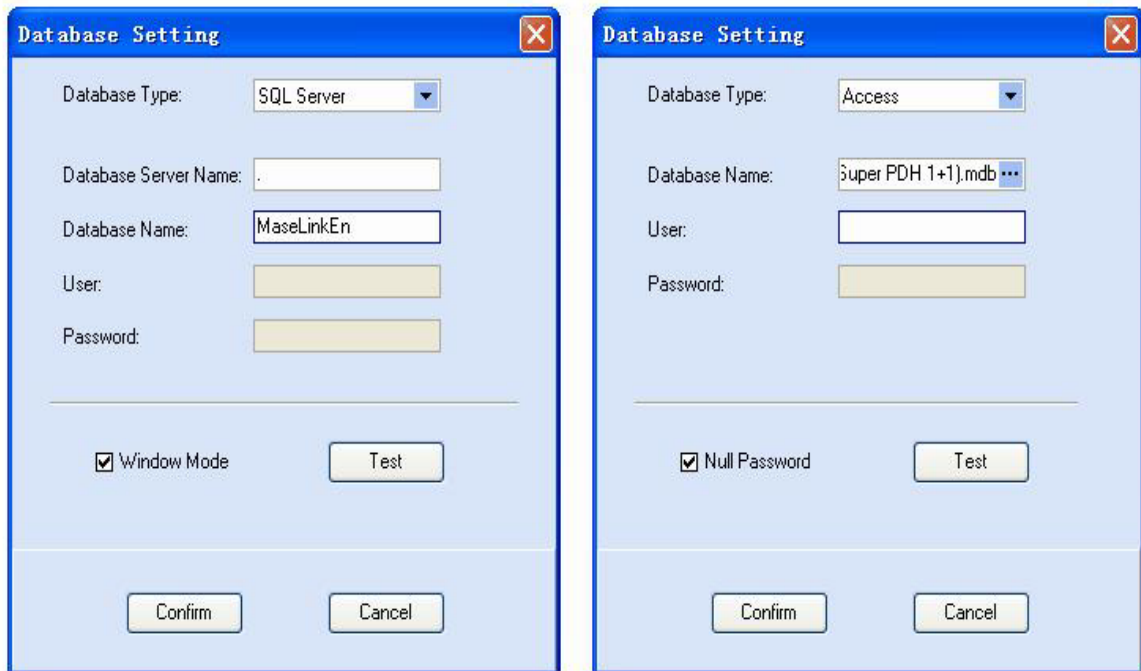 Database Setting
Database Type:
SQL Server
Database Server Name:
.
Database Name:
MaseLinkEn
User:
Password:
Window Mode
Test
Confirm
Cancel
Database Setting
Database Type:
Access
Database Name:
Super PDH 1+1).mdb
...
User:
Password:
Null Password
Test
Confirm
Cancel